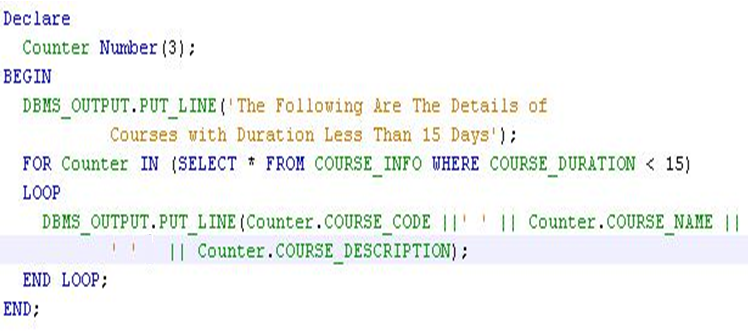 Declare
  Counter Number(3);
BEGIN
  DBMS_OUTPUT.PUT_LINE('The Following Are The Details of
           Courses with Duration Less Than 15 Days');
  FOR Counter IN (SELECT * FROM COURSE_INFO WHERE COURSE_DURATION < 15)
  LOOP
    DBMS_OUTPUT.PUT_LINE(Counter.COURSE_CODE ||' ' || Counter.COURSE_NAME ||
           ' '   || Counter.COURSE_DESCRIPTION);
  END LOOP;
END;